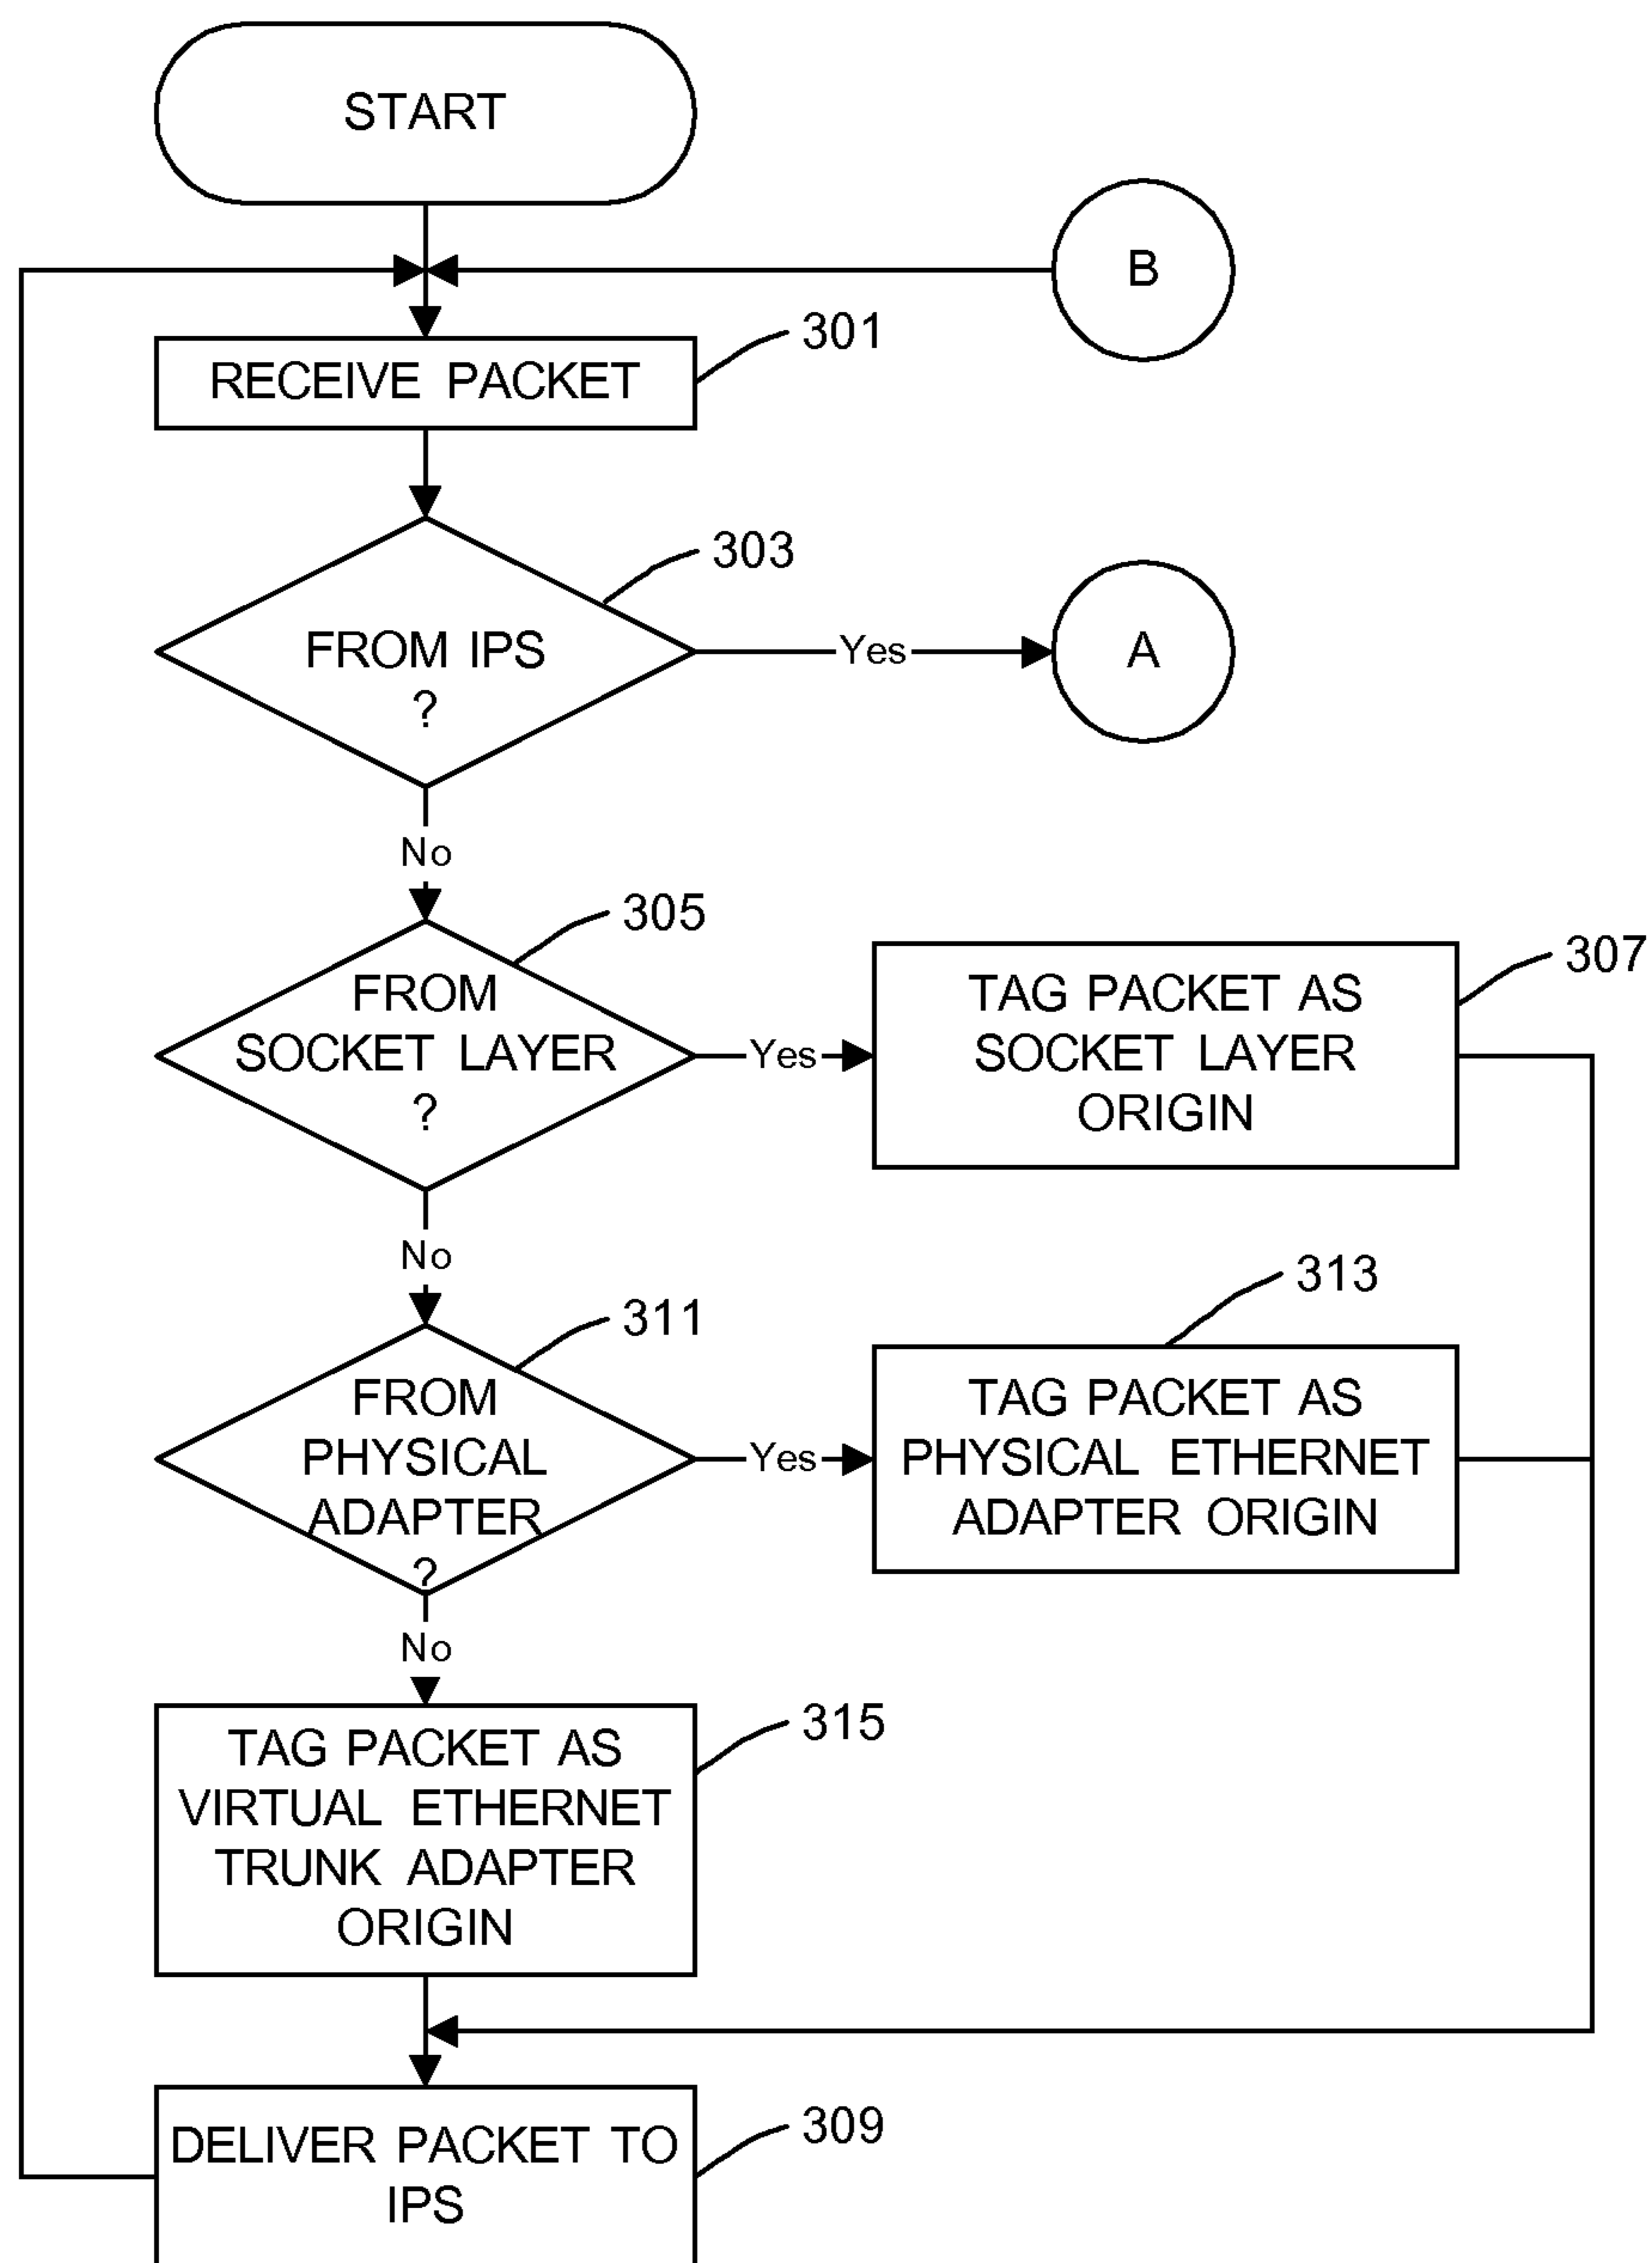 START
B
301
RECEIVE PACKET
303
FROM IPS
?
Yes
A
No
305
FROM
SOCKET LAYER
?
Yes
307
TAG PACKET AS
SOCKET LAYER
ORIGIN
No
311
FROM
PHYSICAL
ADAPTER
?
Yes
313
TAG PACKET AS
PHYSICAL ETHERNET
ADAPTER ORIGIN
No
315
TAG PACKET AS
VIRTUAL ETHERNET
TRUNK ADAPTER
ORIGIN
309
DELIVER PACKET TO
IPS